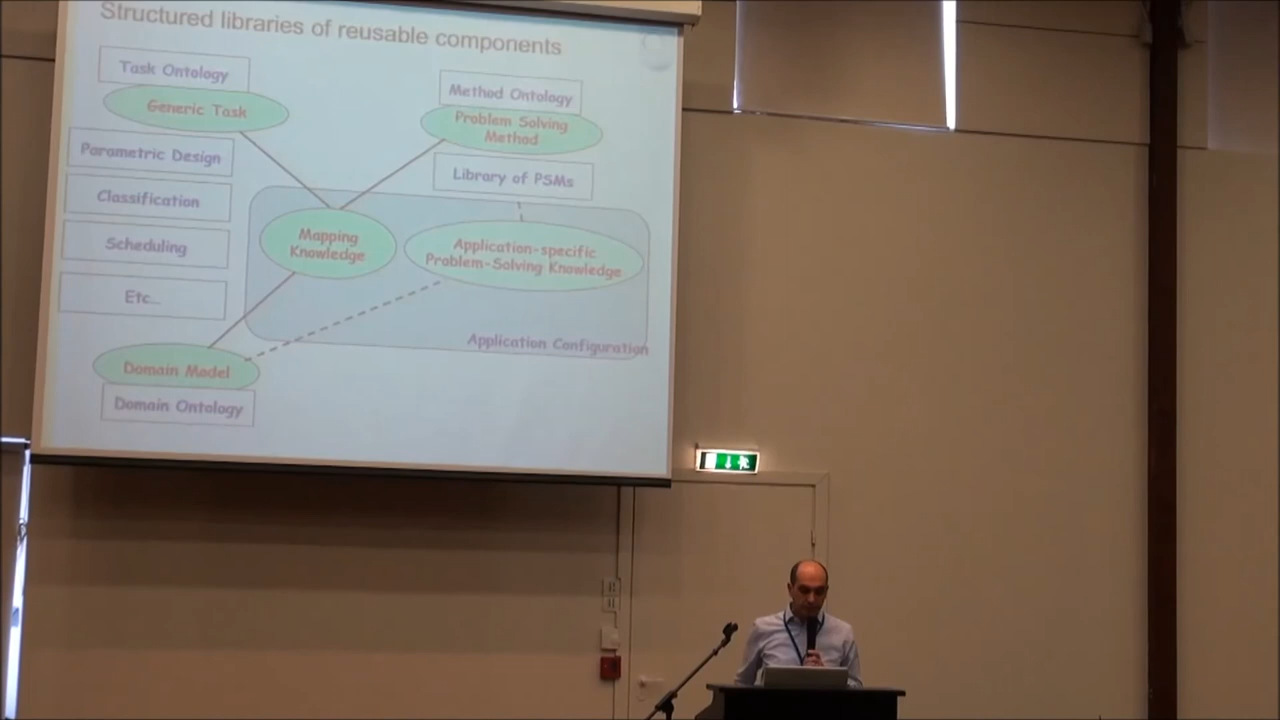 Structured libraries of reusable components
Task Ontology
Generic Task
Parametric Design
Classification
Scheduling
Etc...
Method Ontology
Problem Solving
Method
Library of PSMs
Mapping
Knowledge
Application-specific
Problem-Solving Knowledge
Application Configuration
Domain Model
Domain Ontology